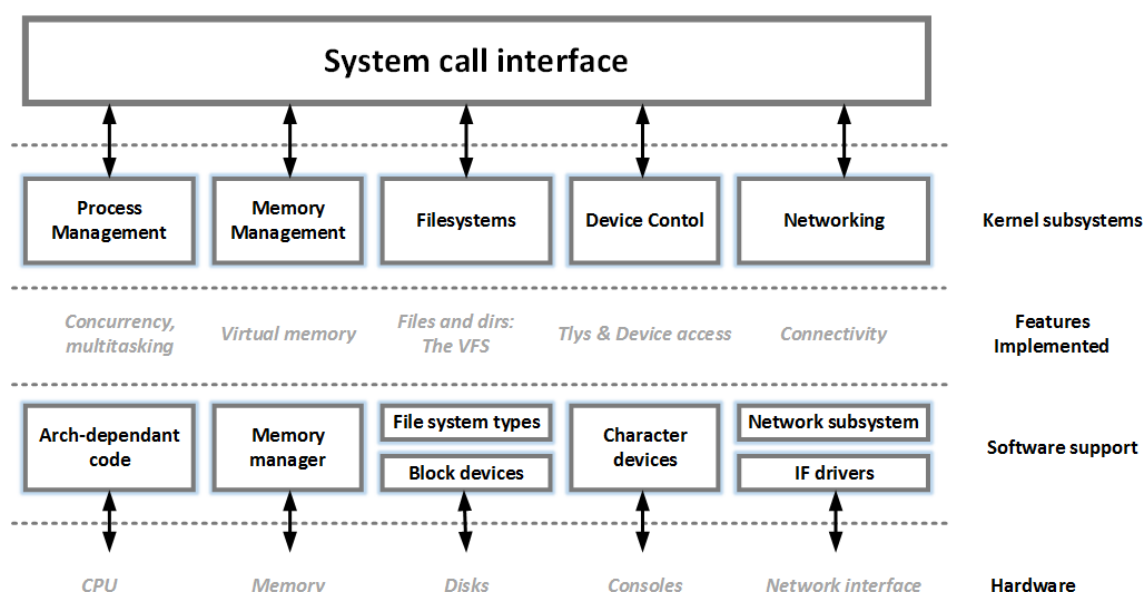 System call interface
Process
Management
Memory
Management
Filesystems
Device Contol
Networking
Kernel subsystems
Concurrency,
multitasking
Virtual memory
Files and dirs:
The VFS
Tlys & Device access
Connectivity
Features
Implemented
Arch-dependant
code
Memory
manager
File system types
Block devices
Character
devices
Network subsystem
IF drivers
Software support
CPU
Memory
Disks
Consoles
Network interface
Hardware